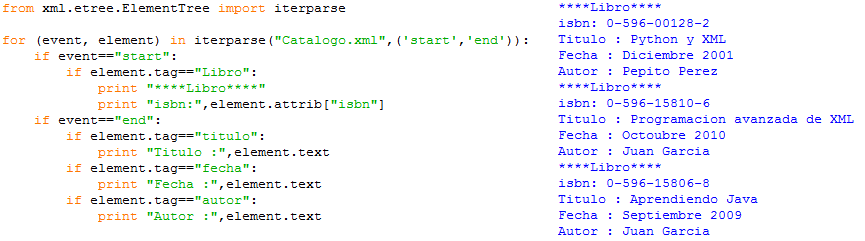 from xml.etree.ElementTree import iterparse
for (event, element) in iterparse("Catalogo.xml",('start','end')):
    if event=="start":
        if element.tag=="Libro":
            print "****Libro****"
            print "isbn:",element.attrib["isbn"]
    if event=="end":
        if element.tag=="titulo":
            print "Titulo :",element.text
        if element.tag=="fecha":
            print "Fecha :",element.text
        if element.tag=="autor":
            print "Autor :",element.text
****Libro****
isbn: 0-596-00128-2
Titulo : Python y XML
Fecha : Diciembre 2001
Autor : Pepito Perez
****Libro****
isbn: 0-596-15810-6
Titulo : Programacion avanzada de XML
Fecha : Octoubre 2010
Autor : Juan Garcia
****Libro****
isbn: 0-596-15806-8
Titulo : Aprendiendo Java
Fecha : Septiembre 2009
Autor : Juan Garcia